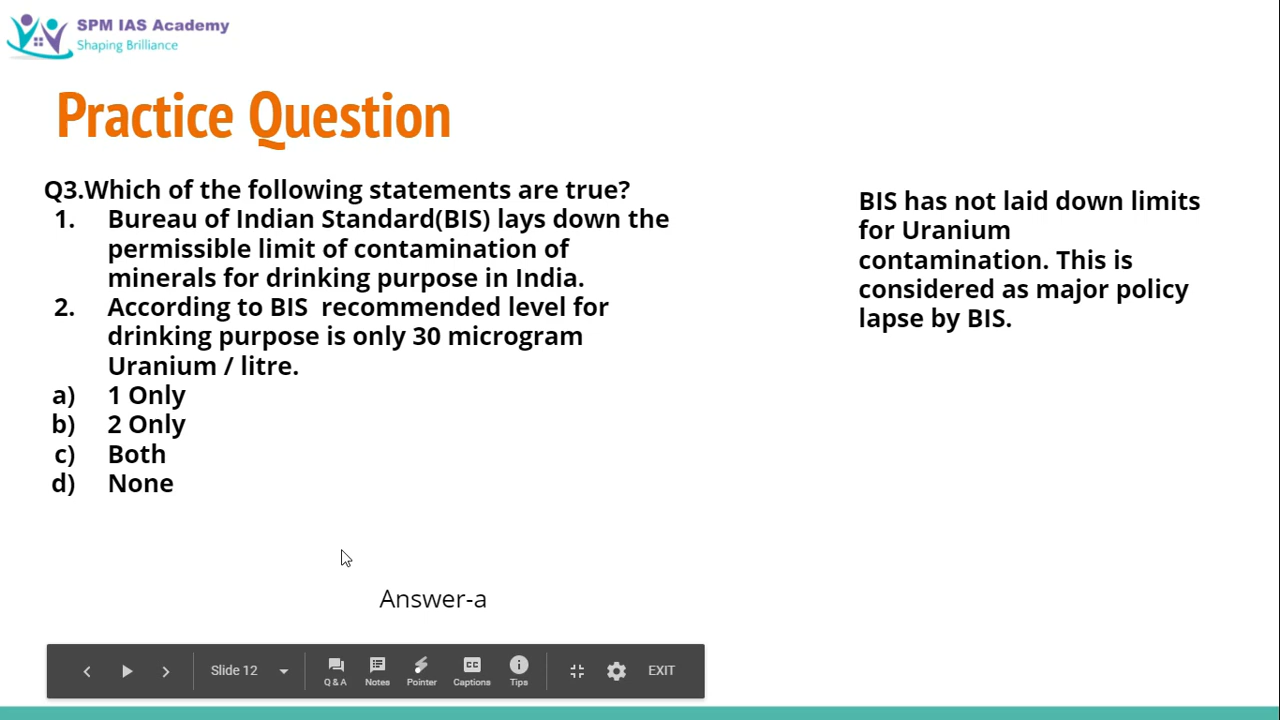 SPM IAS Academy
Shaping Brilliance
Practice Question
Q3.Which of the following statements are true?
1. Bureau of Indian Standard(BIS) lays down the
permissible limit of contamination of
minerals for drinking purpose in India.
2. According to BIS recommended level for
drinking purpose is only 30 microgram
Uranium / litre.
a) 1 Only
b) 2 Only
c) Both
d) None
BIS has not laid down limits
for Uranium
contamination. This is
considered as major policy
lapse by BIS.
Answer-a
Slide 12
Q & A
Notes
Pointer
CC
Captions
Tips
EXIT